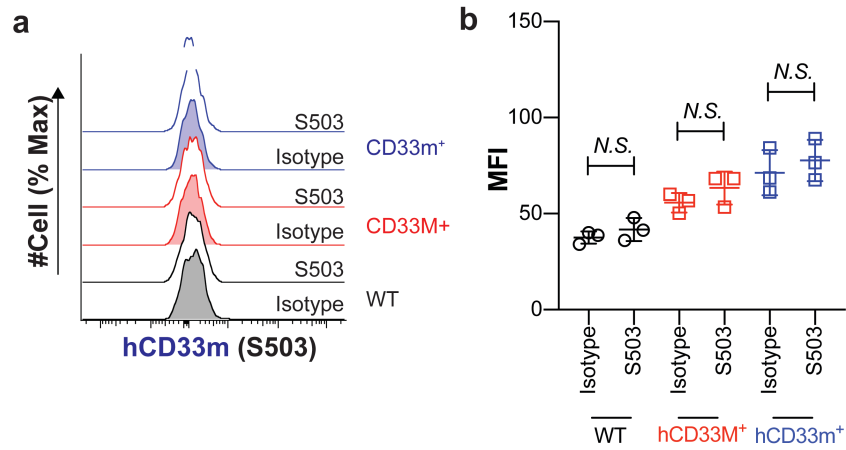 a
#Cell (% Max)
S503
Isotype
CD33m⁺
S503
Isotype
CD33M+
S503
Isotype
WT
hCD33m (S503)
b
MFI
150
100
50
0
N.S.
N.S.
N.S.
Isotype
S503
Isotype
S503
Isotype
S503
WT
hCD33M⁺
hCD33m⁺